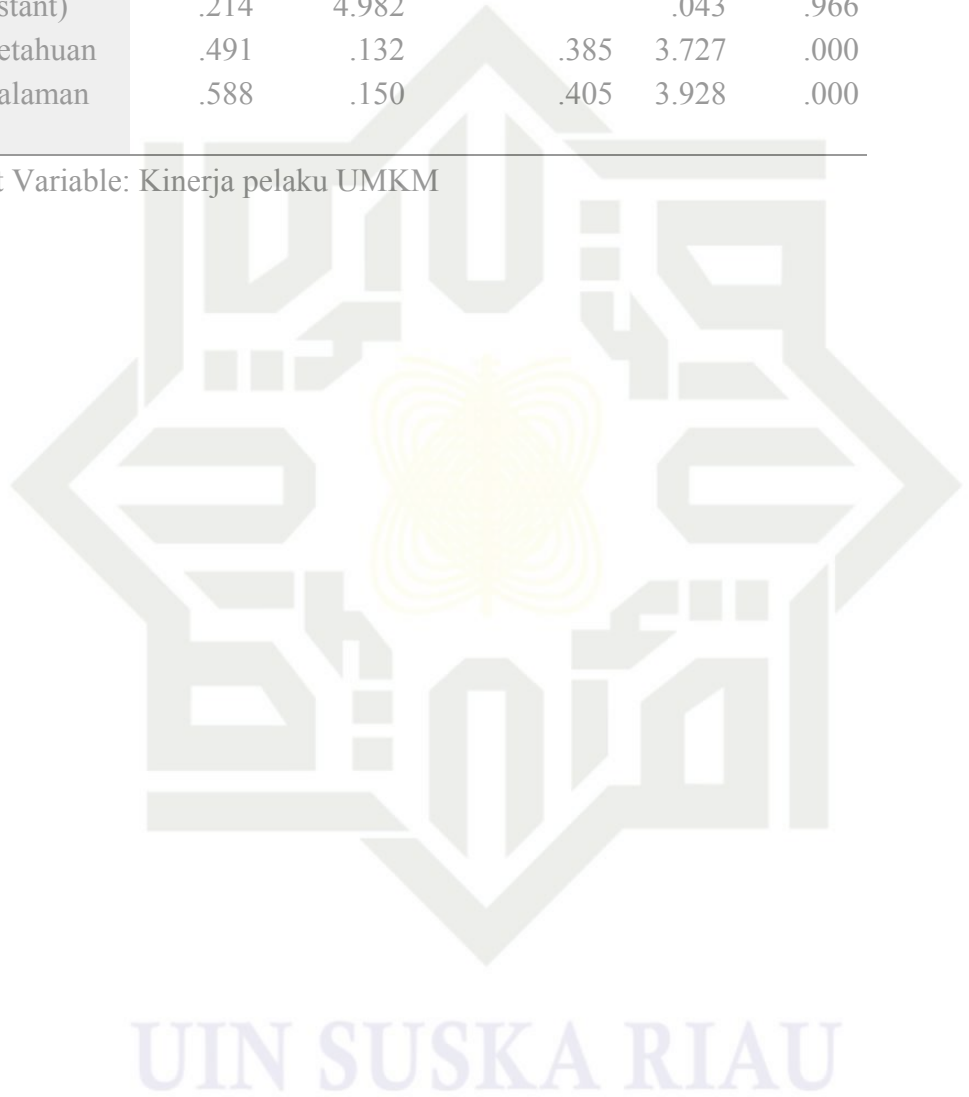 stant) .214 4.982 .043 .966
etahuan .491 .132 .385 3.727 .000
alaman .588 .150 .405 3.928 .000
t Variable: Kinerja pelaku UMKM
UIN SUSKA RIAU